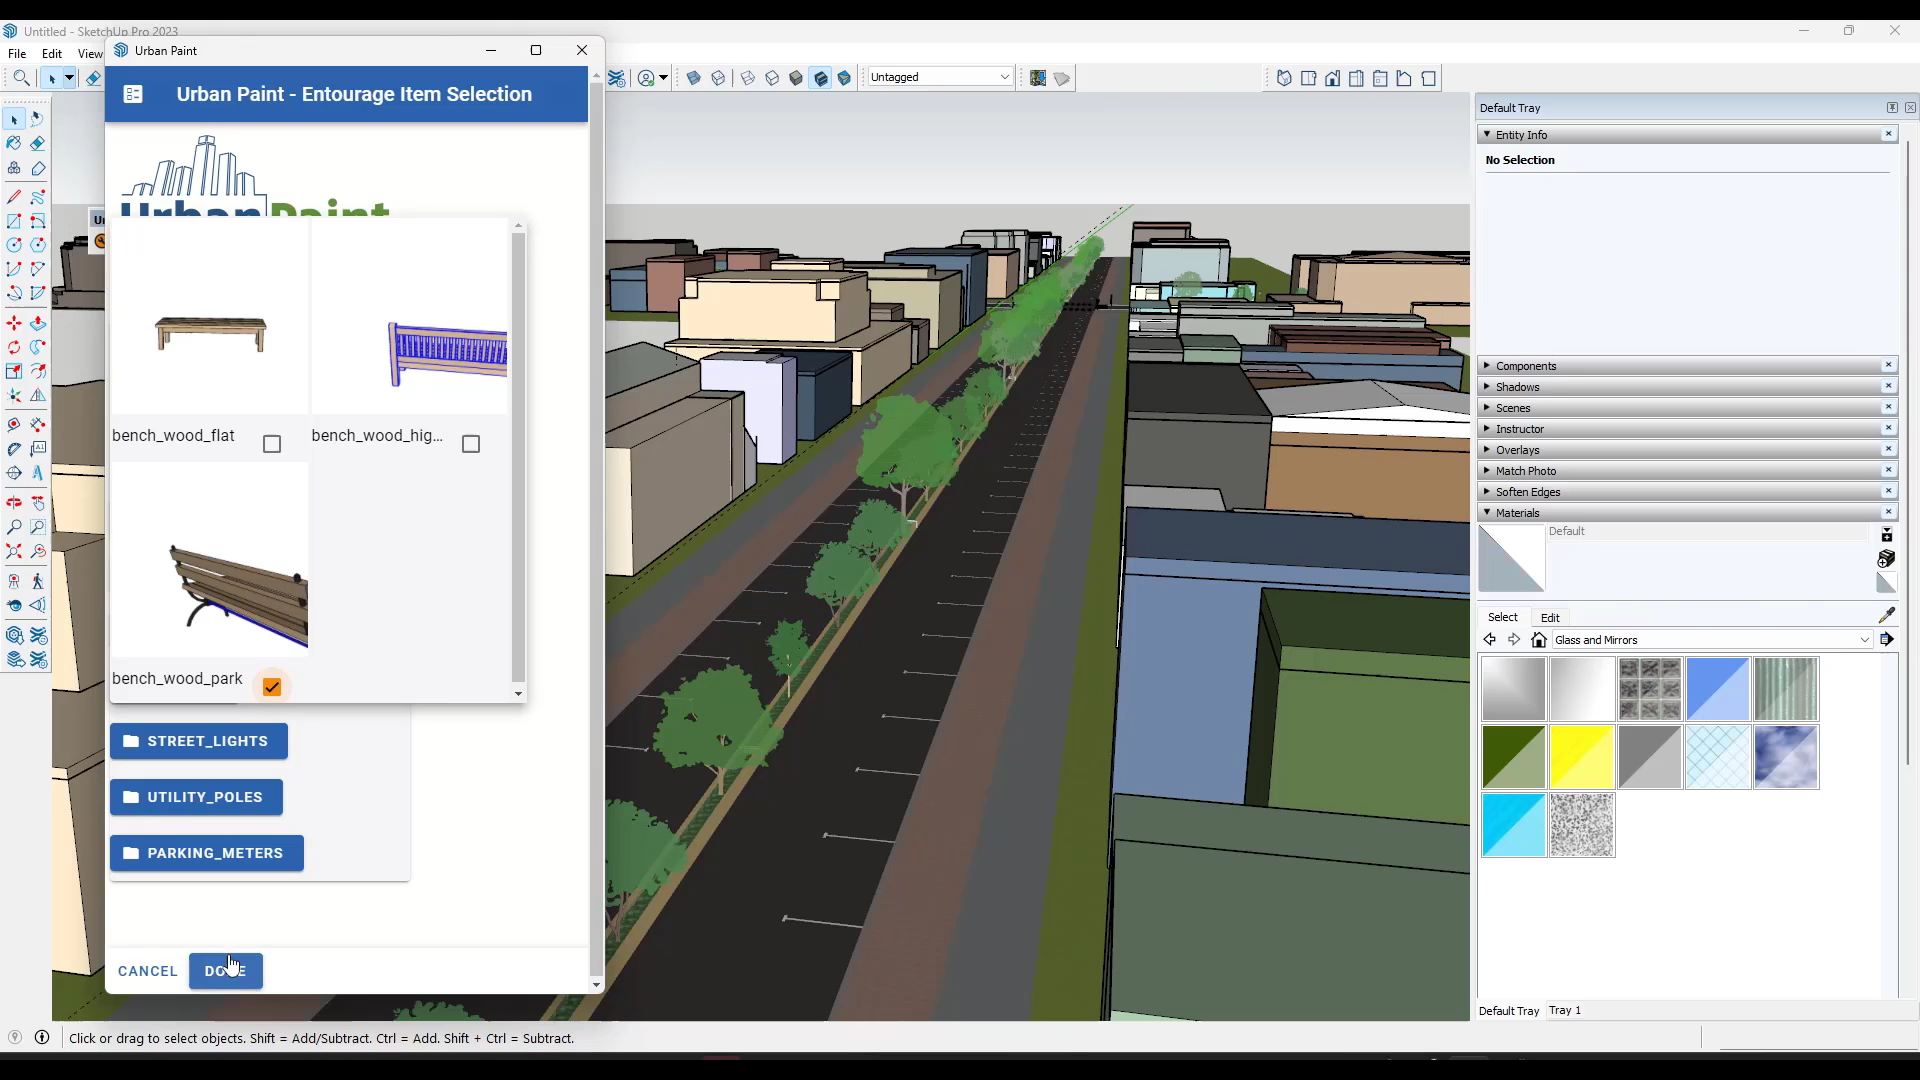 Untitled - SketchUp Pro 2023
File Edit View
Urban Paint
Untagged
Urban Paint - Entourage Item Selection
Urban Paint
bench_wood_flat
bench_wood_hig...
bench_wood_park
STREET_LIGHTS
UTILITY_POLES
PARKING_METERS
CANCEL
Default Tray
Entity Info
No Selection
Components
Shadows
Scenes
Instructor
Overlays
Match Photo
Soften Edges
Materials
Default
Select Edit
Glass and Mirrors
Default Tray Tray 1
Click or drag to select objects. Shift = Add/Subtract. Ctrl = Add. Shift + Ctrl = Subtract.